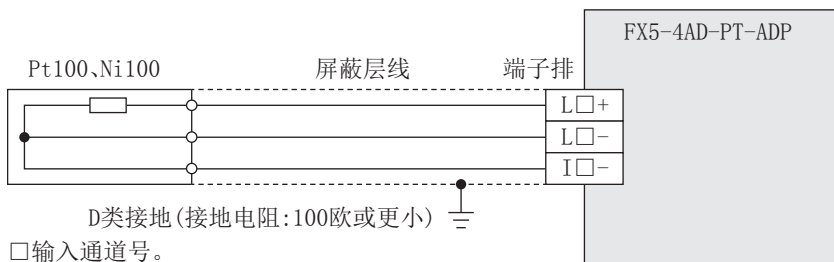 FX5-4AD-PT-ADP
Pt100、Ni100 屏蔽层线 端子排
L□+
L□-
I□-
D类接地(接地电阻:100欧或更小)
□输入通道号。